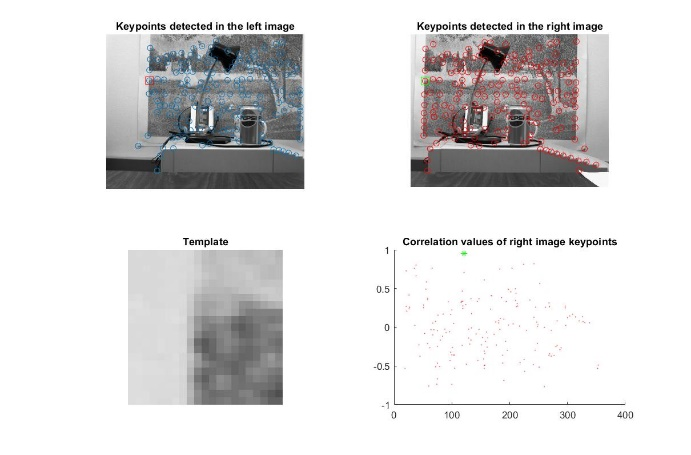 Keypoints detected in the left image
Keypoints detected in the right image
Template
Correlation values of right image keypoints
1
0.5
0
-0.5
-1
0
100
200
300
400